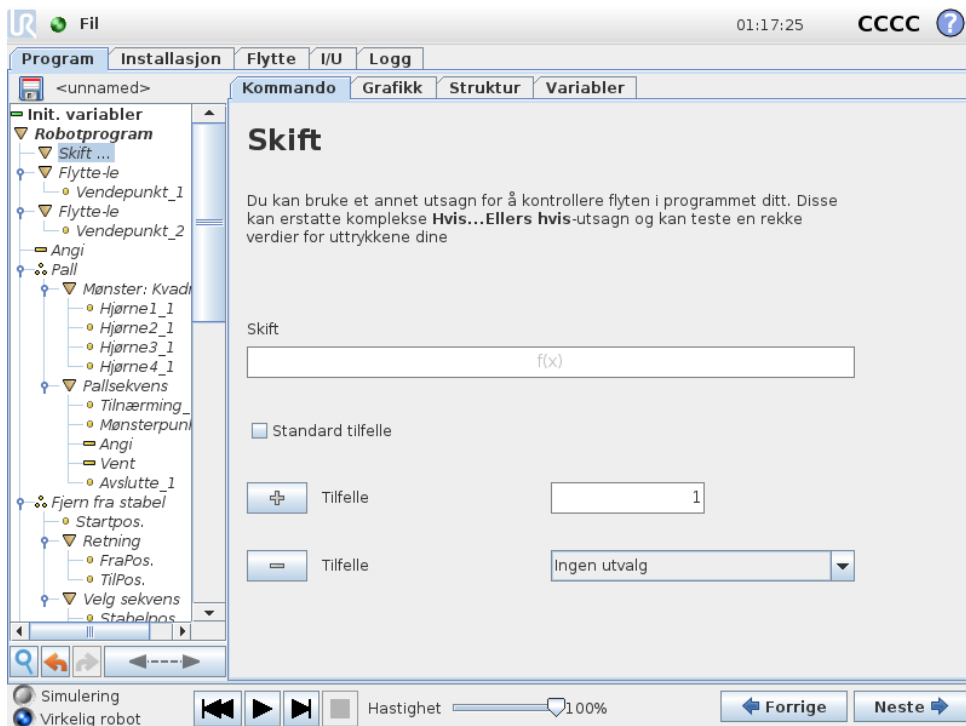 UR Fil 01:17:25 CCCC ?
Program Installasjon Flytte I/U Logg
<unnamed>
Kommando Grafikk Struktur Variabler
Init. variabler
Robotprogram
Skift ...
Flytte-le
Vendepunkt_1
Flytte-le
Vendepunkt_2
Angi
Pall
Mønster: Kvadr
Hjørne1_1
Hjørne2_1
Hjørne3_1
Hjørne4_1
Pallsekvens
Tilnærming_
Mønsterpunk
Angi
Vent
Avslutte_1
Fjern fra stabel
Startpos.
Retning
FraPos.
TilPos.
Velg sekvens
Stabelpos
Skift
Du kan bruke et annet utsagn for å kontrollere flyten i programmet ditt. Disse
kan erstatte komplekse Hvis...Ellers hvis-utsagn og kan teste en rekke
verdier for uttrykkene dine
Skift
f(x)
Standard tilfelle
Tilfelle 1
Tilfelle Ingen utvalg
Simulering
Virkelig robot
Hastighet 100%
Forrige Neste